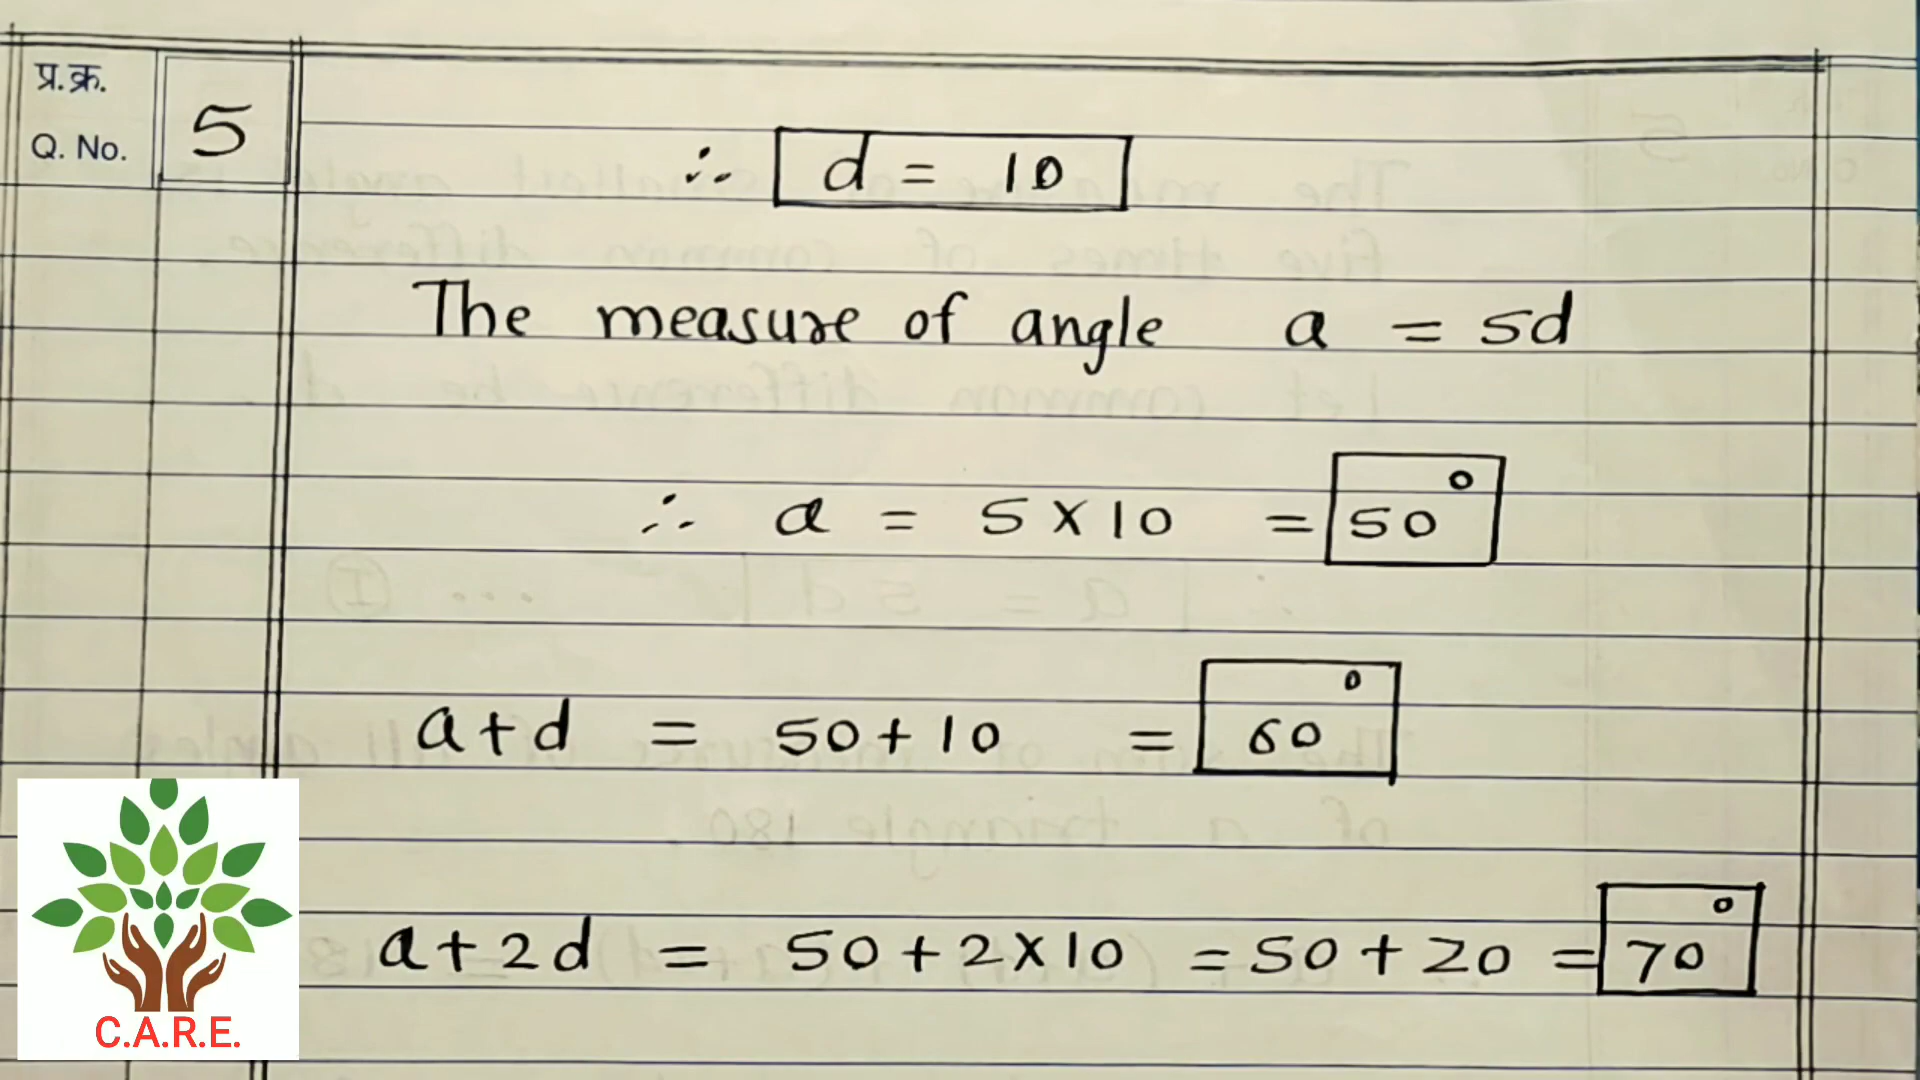 प्र.क्र.
Q. No. 5
∴ d = 10
The measure of angle a = 5d
∴ a = 5 X 10 = 50°
a + d = 50 + 10 = 60°
a + 2d = 50 + 2 X 10 = 50 + 20 = 70°
C.A.R.E.